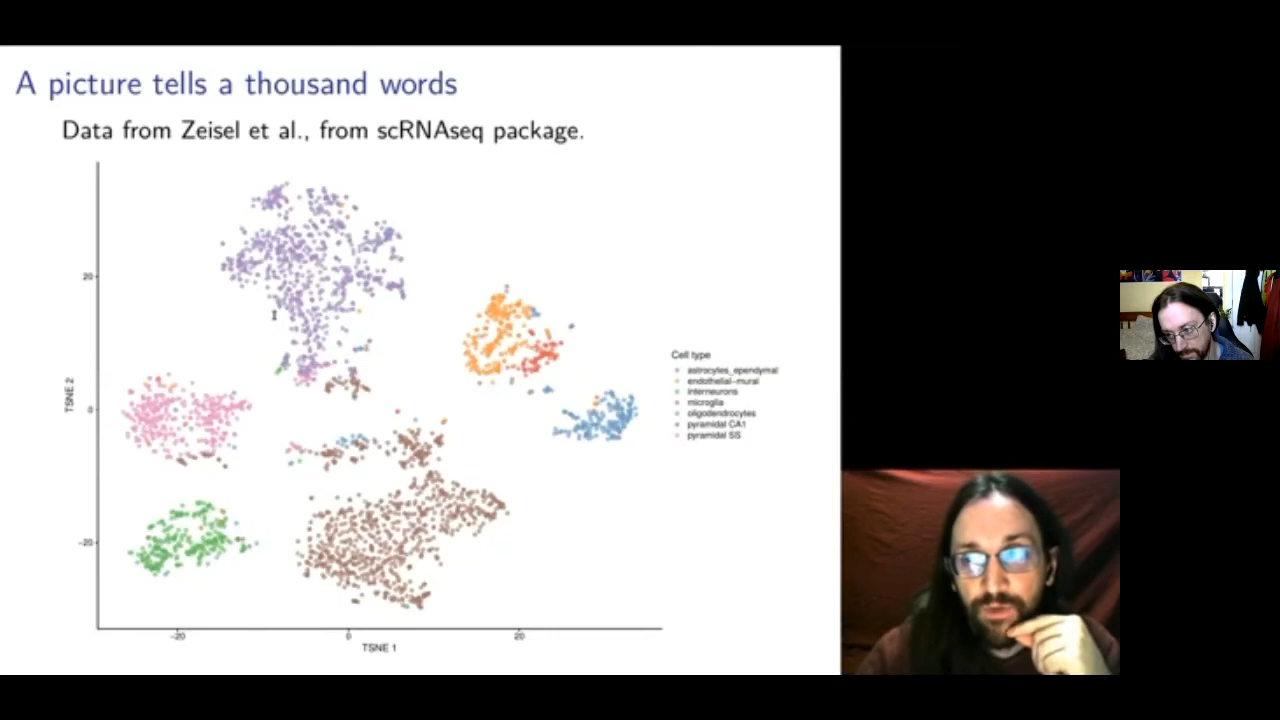 A picture tells a thousand words
Data from Zeisel et al., from scRNAseq package.
20
0
-20
TSNE 2
-20
0
20
TSNE 1
Cell type
astrocytes_ependymal
endothelial-mural
interneurons
microglia
oligodendrocytes
pyramidal CA1
pyramidal SS